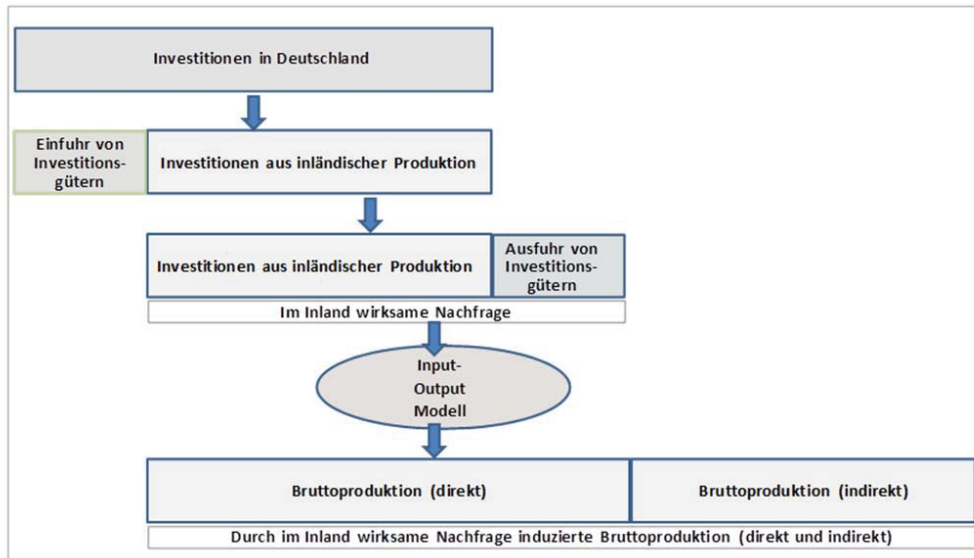 Investitionen in Deutschland
Einfuhr von
Investitions-
gütern
Investitionen aus inländischer Produktion
Investitionen aus inländischer Produktion
Ausfuhr von
Investitions-
gütern
Im Inland wirksame Nachfrage
Input-
Output
Modell
Bruttoproduktion (direkt)
Bruttoproduktion (indirekt)
Durch im Inland wirksame Nachfrage induzierte Bruttoproduktion (direkt und indirekt)